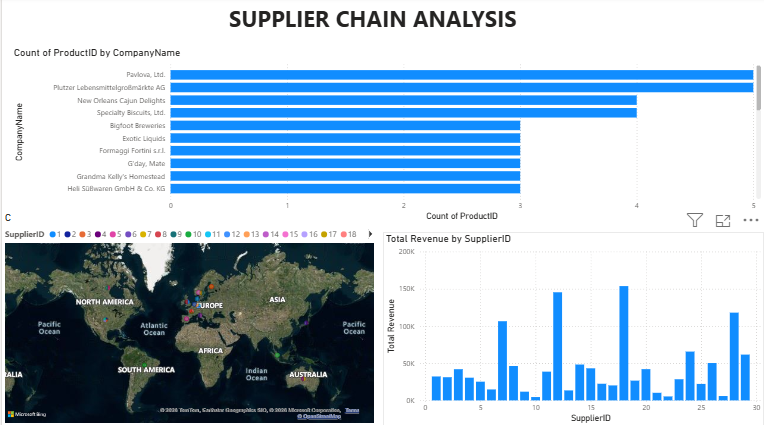 SUPPLIER CHAIN ANALYSIS
Count of ProductID by CompanyName
CompanyName
Pavlova, Ltd.
Plutzer Lebensmittelgroßmärkte AG
New Orleans Cajun Delights
Specialty Biscuits, Ltd.
Bigfoot Breweries
Exotic Liquids
Formaggi Fortini s.r.l.
G'day, Mate
Grandma Kelly's Homestead
Heli Süßwaren GmbH & Co. KG
0 1 2 3 4 5
Count of ProductID
C
SupplierID 1 2 3 4 5 6 7 8 9 10 11 12 13 14 15 16 17 18
NORTH AMERICA
EUROPE
ASIA
Pacific Ocean
Atlantic Ocean
Pacific Ocean
AFRICA
SOUTH AMERICA
Indian Ocean
RALIA
AUSTRALIA
Microsoft Bing
© 2026 TomTom, Earthstar Geographics SIO, © 2026 Microsoft Corporation, Terms
© OpenStreetMap
Total Revenue by SupplierID
Total Revenue
200K
150K
100K
50K
0K
0 5 10 15 20 25 30
SupplierID